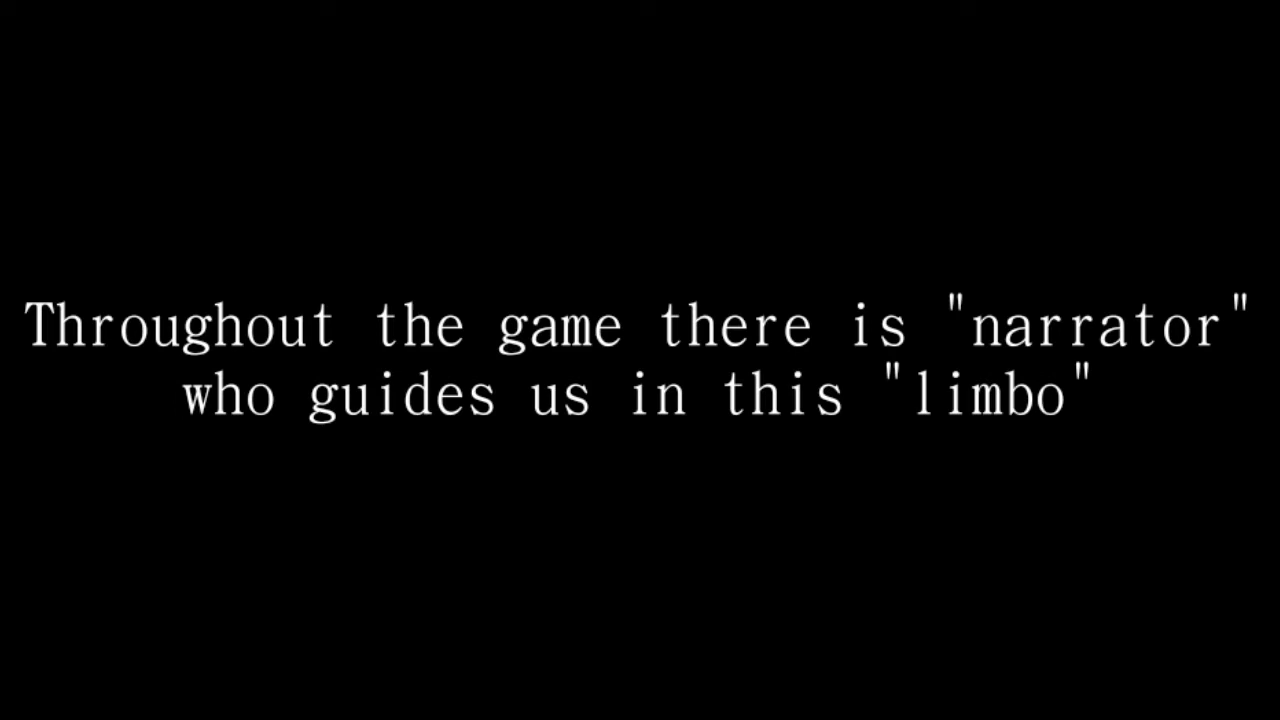 Throughout the game there is "narrator"
who guides us in this "limbo"